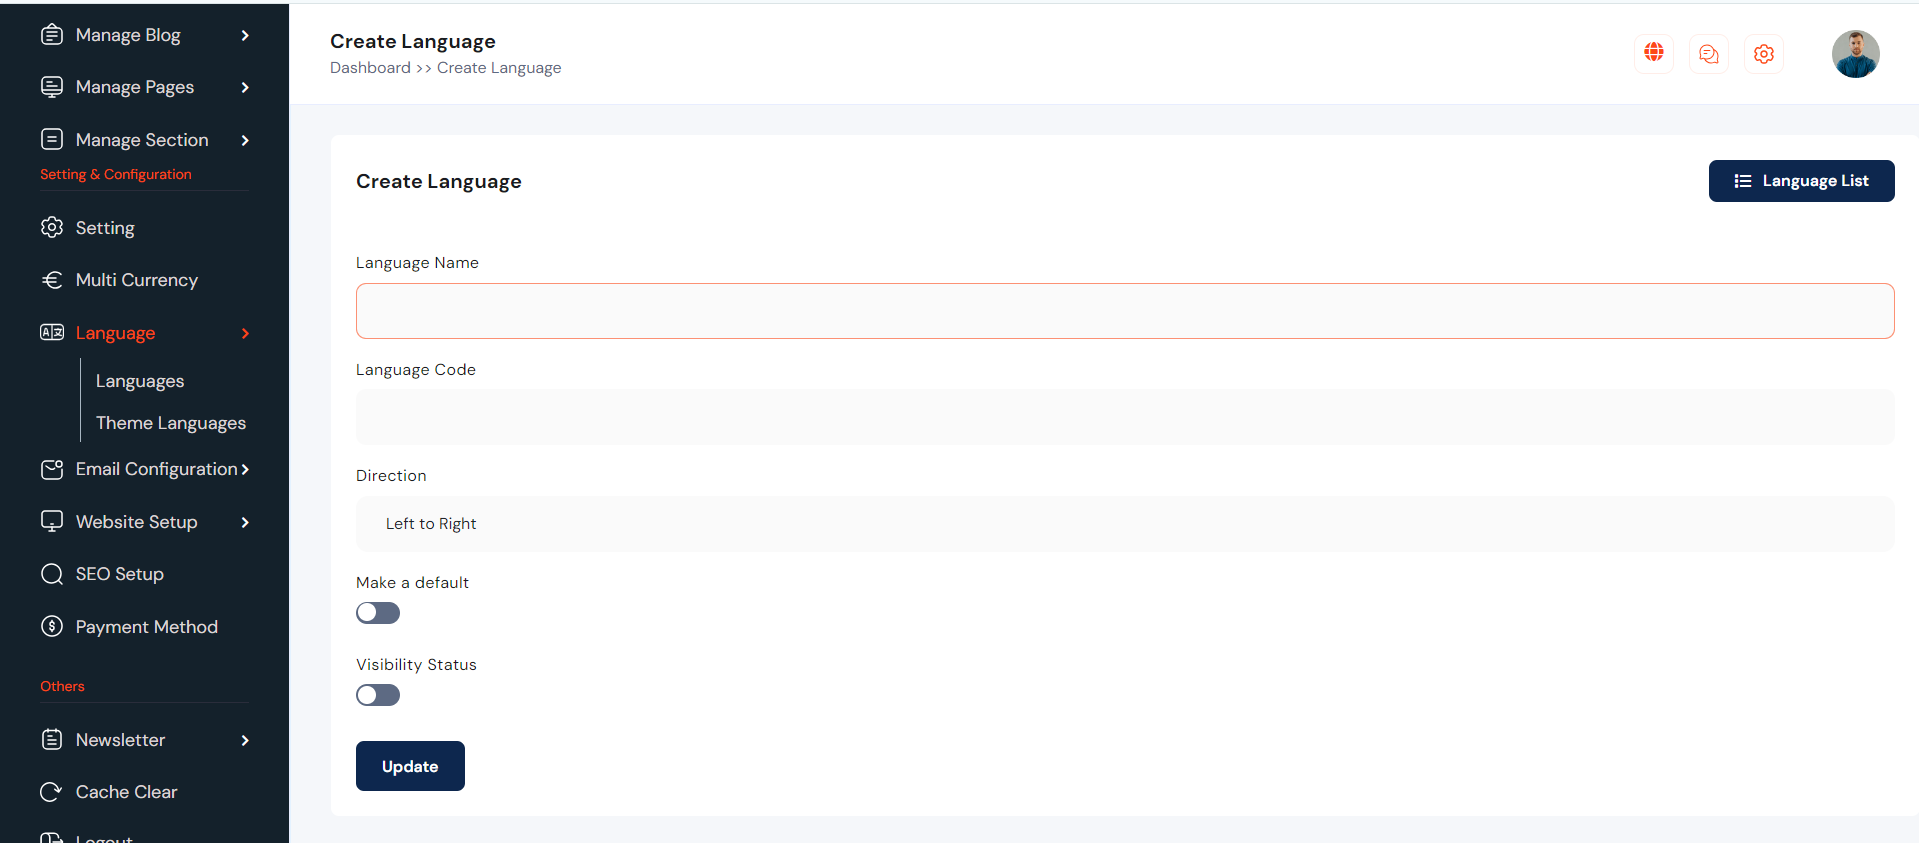 Manage Blog
Manage Pages
Manage Section
Setting & Configuration
Setting
Multi Currency
Language
Languages
Theme Languages
Email Configuration
Website Setup
SEO Setup
Payment Method
Others
Newsletter
Cache Clear
Logout
Create Language
Dashboard >> Create Language
Create Language
Language List
Language Name
Language Code
Direction
Left to Right
Make a default
Visibility Status
Update